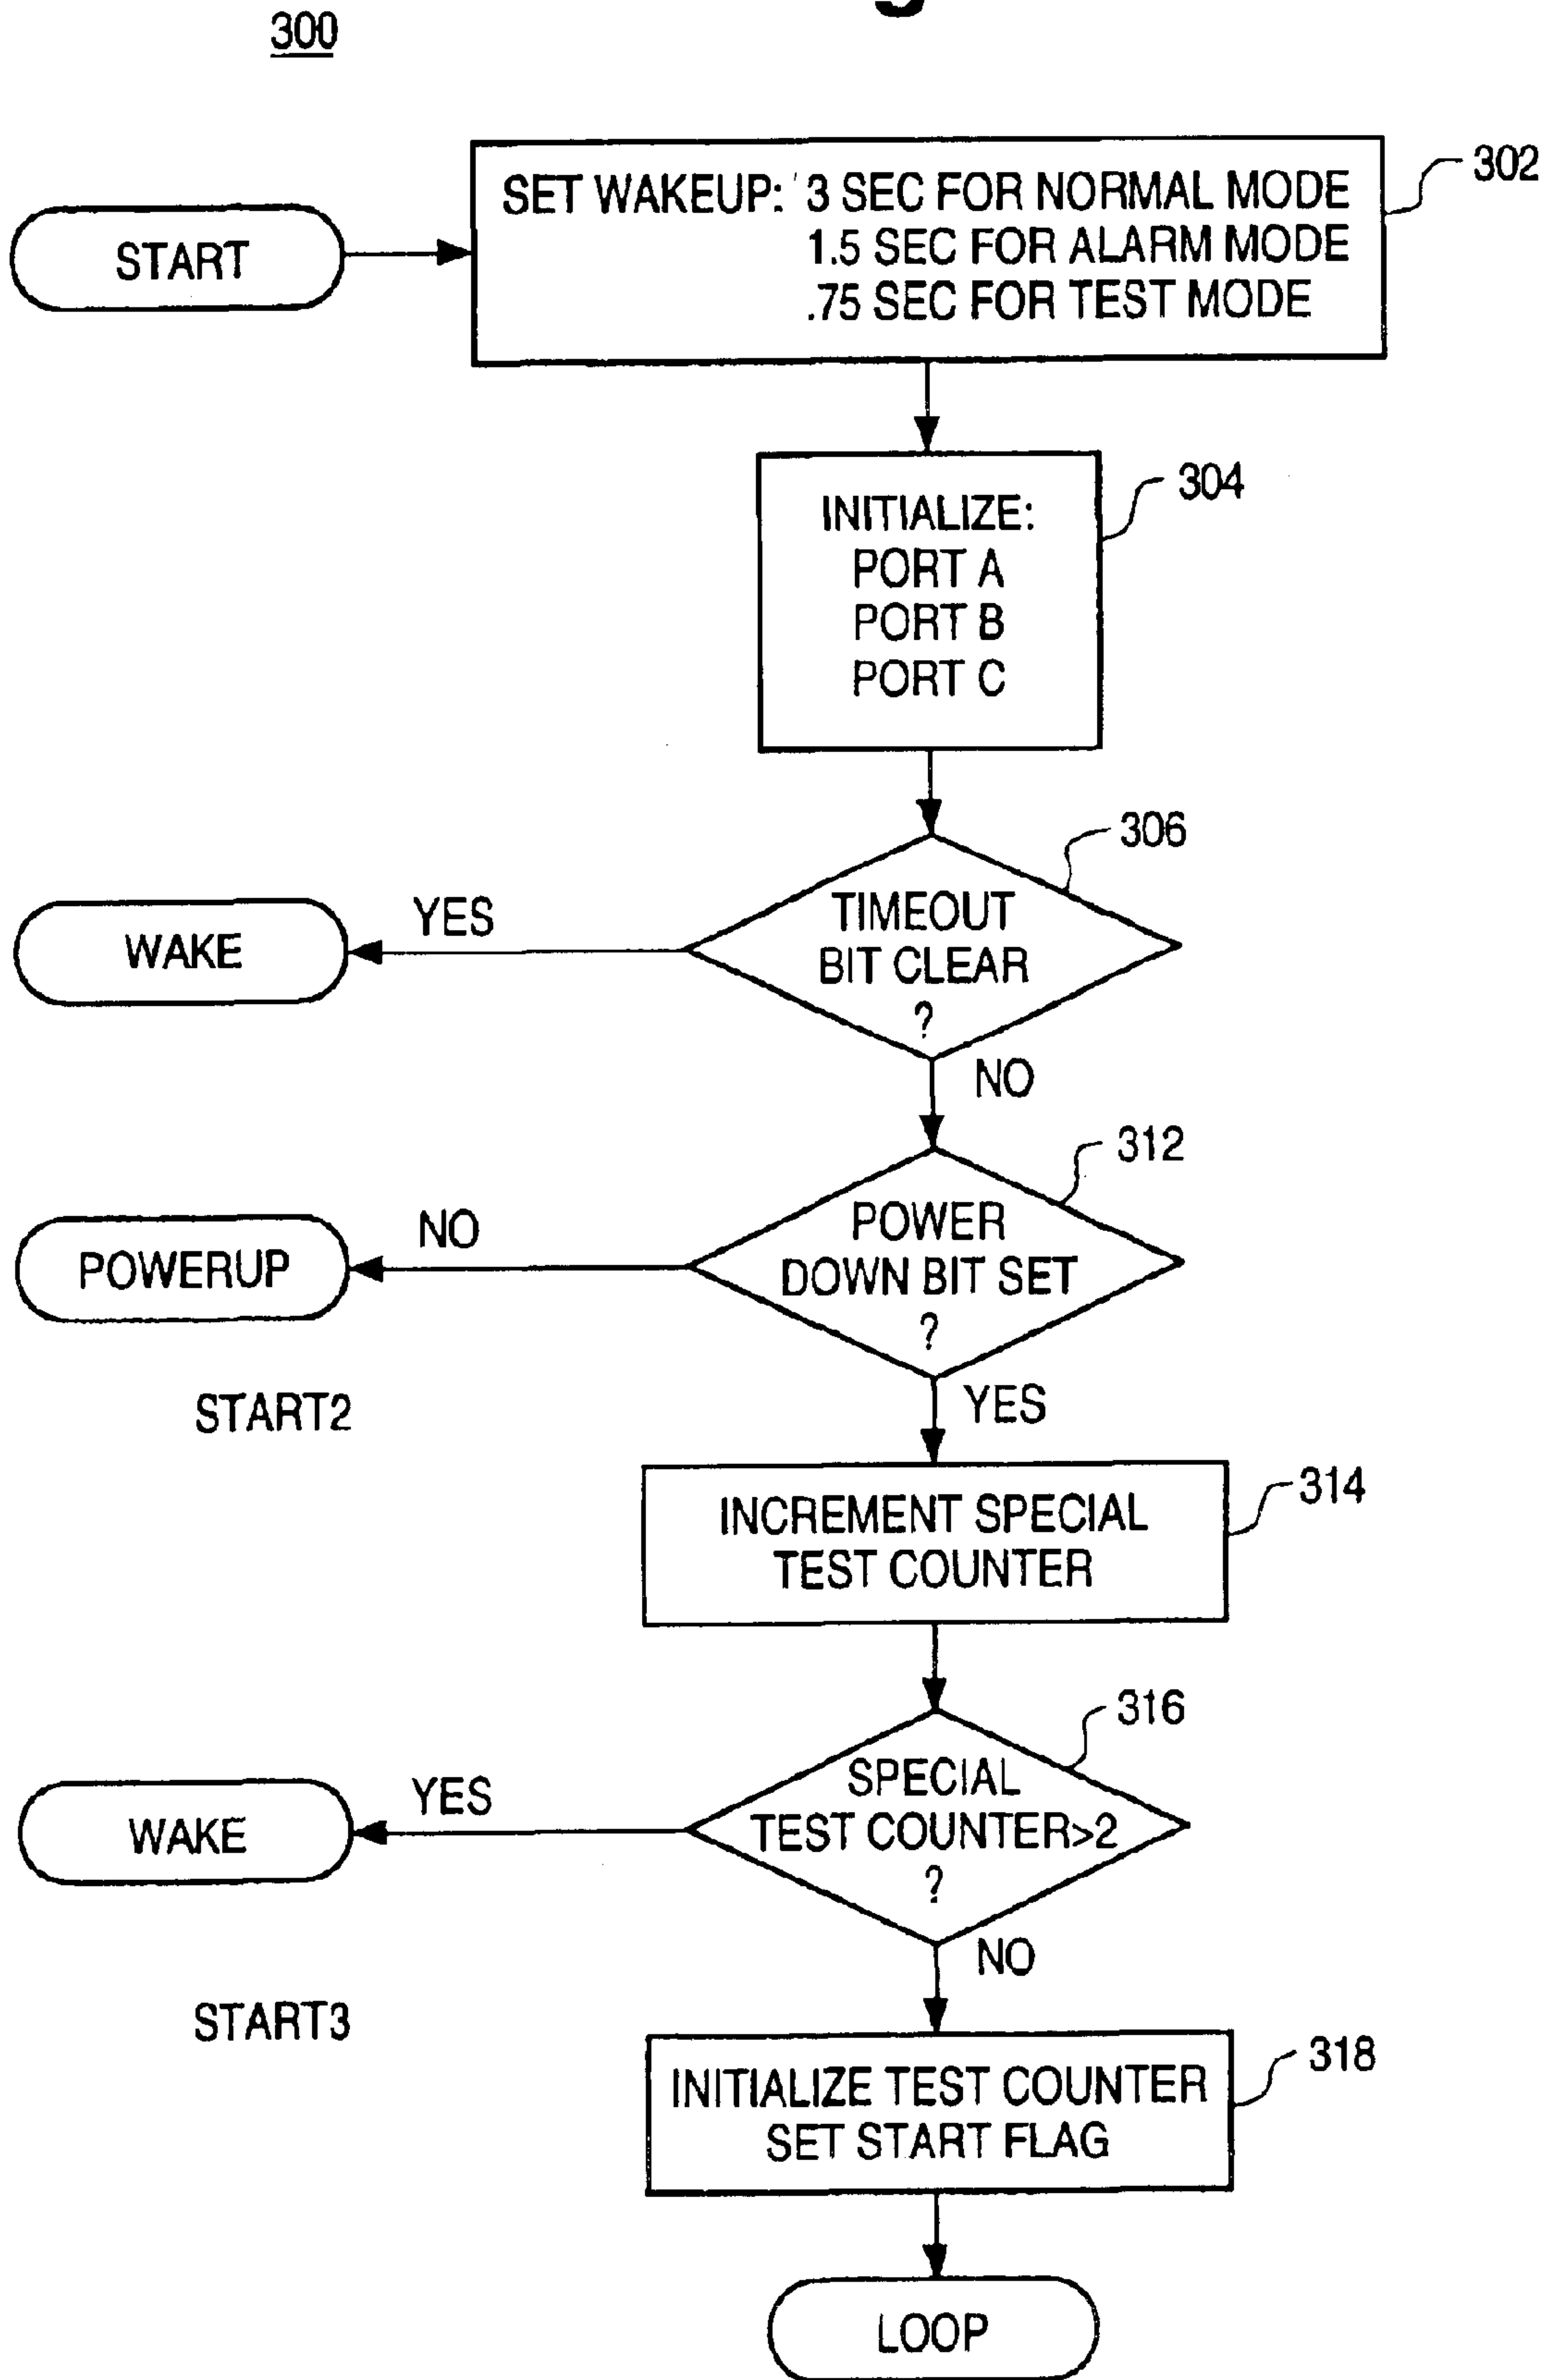 300
SET WAKEUP: 3 SEC FOR NORMAL MODE
1.5 SEC FOR ALARM MODE
.75 SEC FOR TEST MODE
302
START
INITIALIZE:
PORT A
PORT B
PORT C
304
306
TIMEOUT
BIT CLEAR
?
YES
WAKE
NO
312
POWER
DOWN BIT SET
?
NO
POWERUP
START2
YES
INCREMENT SPECIAL
TEST COUNTER
314
316
SPECIAL
TEST COUNTER>2
?
YES
WAKE
NO
START3
INITIALIZE TEST COUNTER
SET START FLAG
318
LOOP